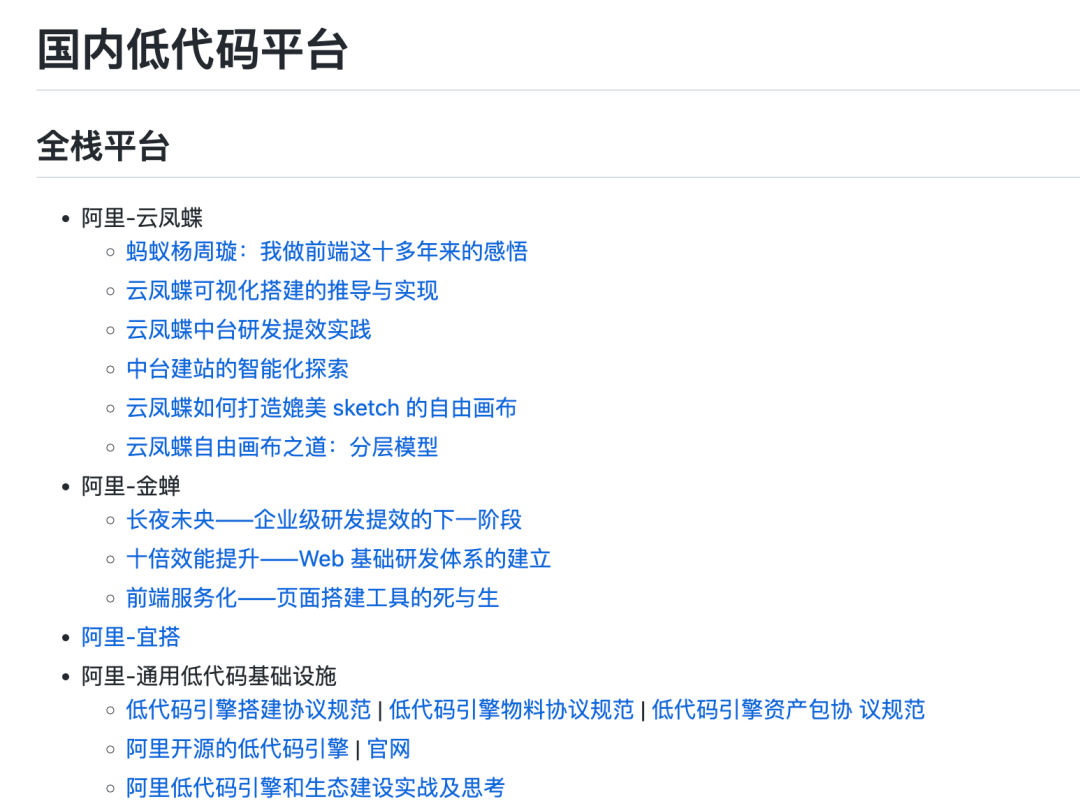 国内低代码平台
全栈平台
阿里-云凤蝶
蚂蚁杨周璇：我做前端这十多年来的感悟
云凤蝶可视化搭建的推导与实现
云凤蝶中台研发提效实践
中台建站的智能化探索
云凤蝶如何打造媲美 sketch 的自由画布
云凤蝶自由画布之道：分层模型
阿里-金蝉
长夜未央——企业级研发提效的下一阶段
十倍效能提升——Web 基础研发体系的建立
前端服务化——页面搭建工具的死与生
阿里-宜搭
阿里-通用低代码基础设施
低代码引擎搭建协议规范 | 低代码引擎物料协议规范 | 低代码引擎资产包协 议规范
阿里开源的低代码引擎 | 官网
阿里低代码引擎和生态建设实战及思考